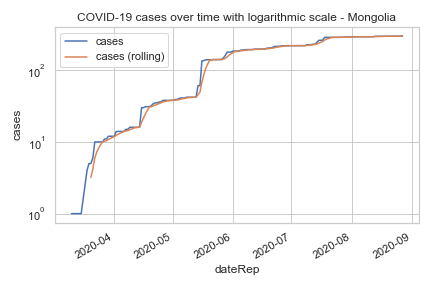 COVID-19 cases over time with logarithmic scale - Mongolia
cases
cases (rolling)
10²
10¹
10⁰
cases
2020-04
2020-05
2020-06
2020-07
2020-08
2020-09
dateRep